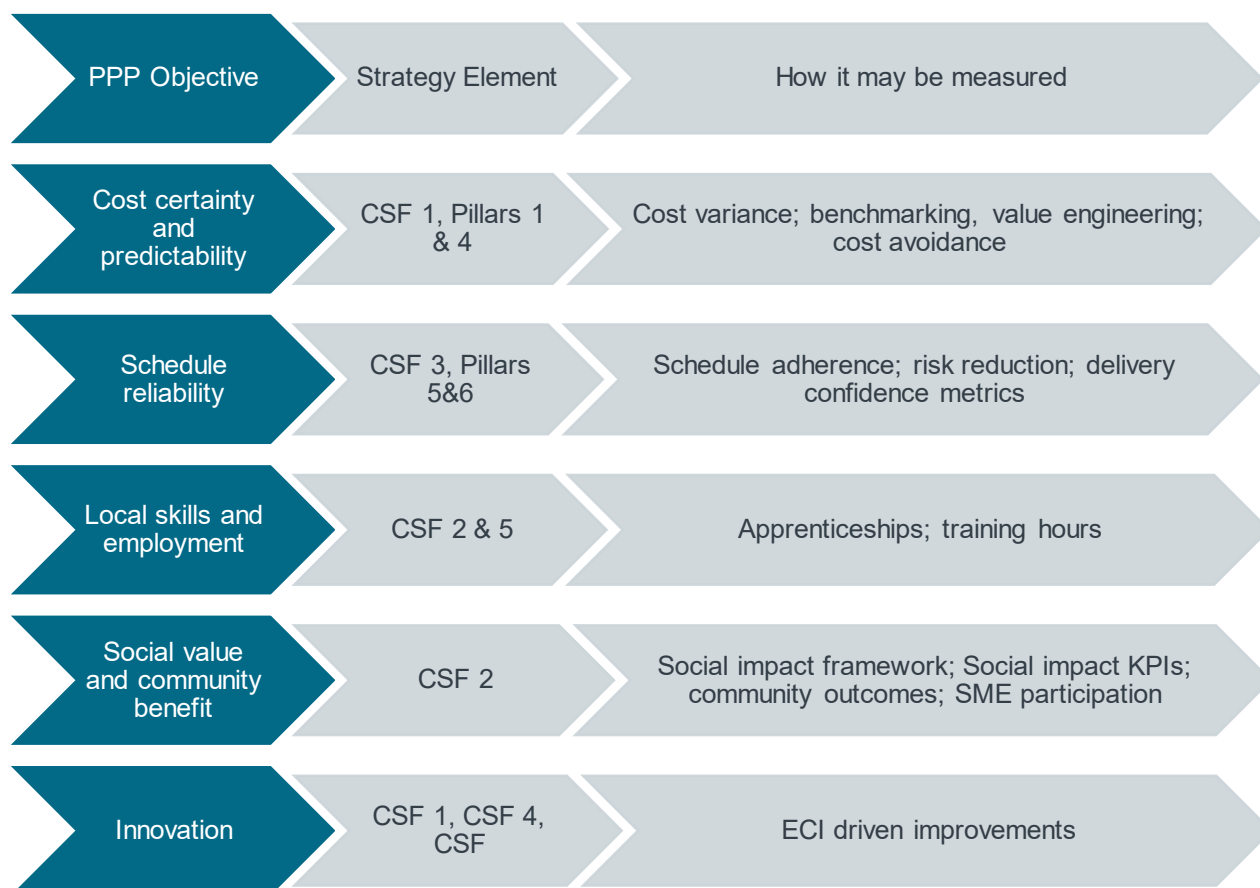 PPP Objective
Strategy Element
How it may be measured
Cost certainty
and
predictability
CSF 1, Pillars 1
& 4
Cost variance; benchmarking, value engineering;
cost avoidance
Schedule
reliability
CSF 3, Pillars
5&6
Schedule adherence; risk reduction; delivery
confidence metrics
Local skills and
employment
CSF 2 & 5
Apprenticeships; training hours
Social value
and community
benefit
CSF 2
Social impact framework; Social impact KPIs;
community outcomes; SME participation
Innovation
CSF 1, CSF 4,
CSF
ECI driven improvements